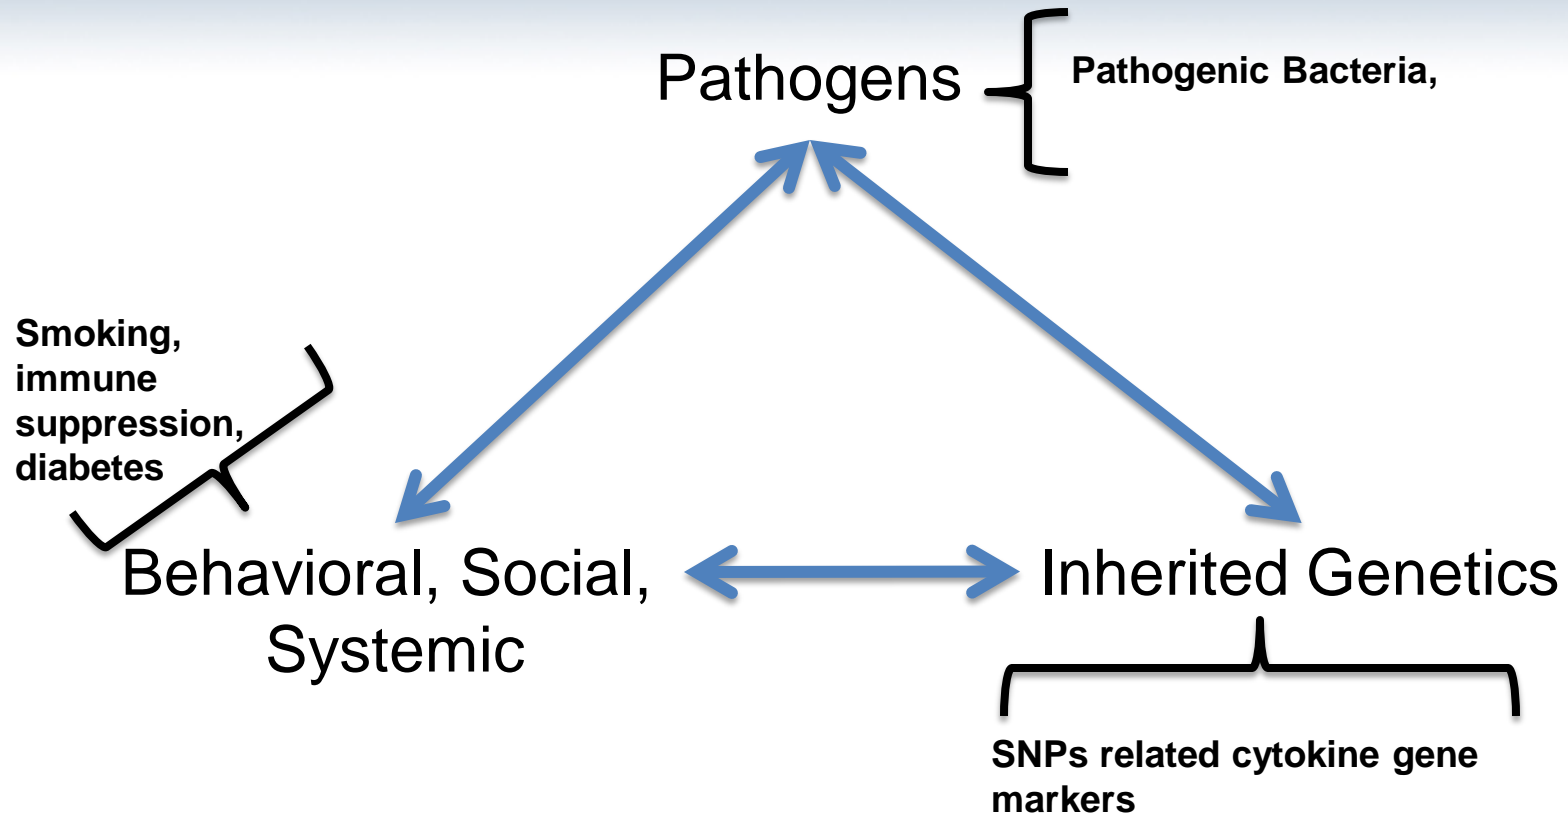 Pathogens
Pathogenic Bacteria,
Smoking,
immune
suppression,
diabetes
Behavioral, Social,
Systemic
Inherited Genetics
SNPs related cytokine gene
markers